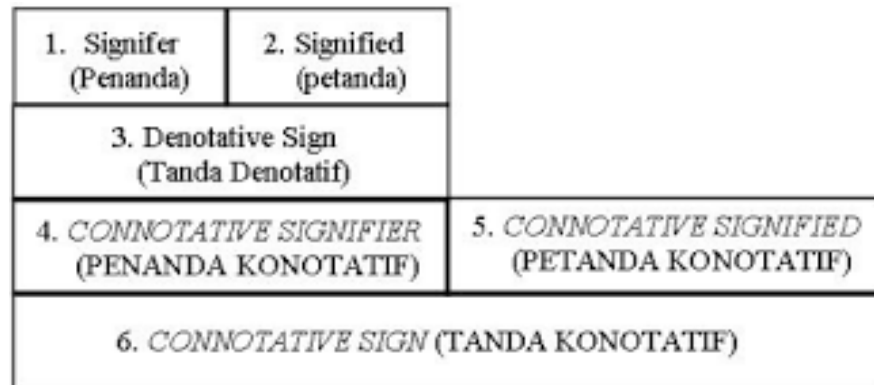 1. Signifer
(Penanda)
2. Signified
(petanda)
3. Denotative Sign
(Tanda Denotatif)
4. CONNOTATIVE SIGNIFIER
(PENANDA KONOTATIF)
5. CONNOTATIVE SIGNIFIED
(PETANDA KONOTATIF)
6. CONNOTATIVE SIGN (TANDA KONOTATIF)